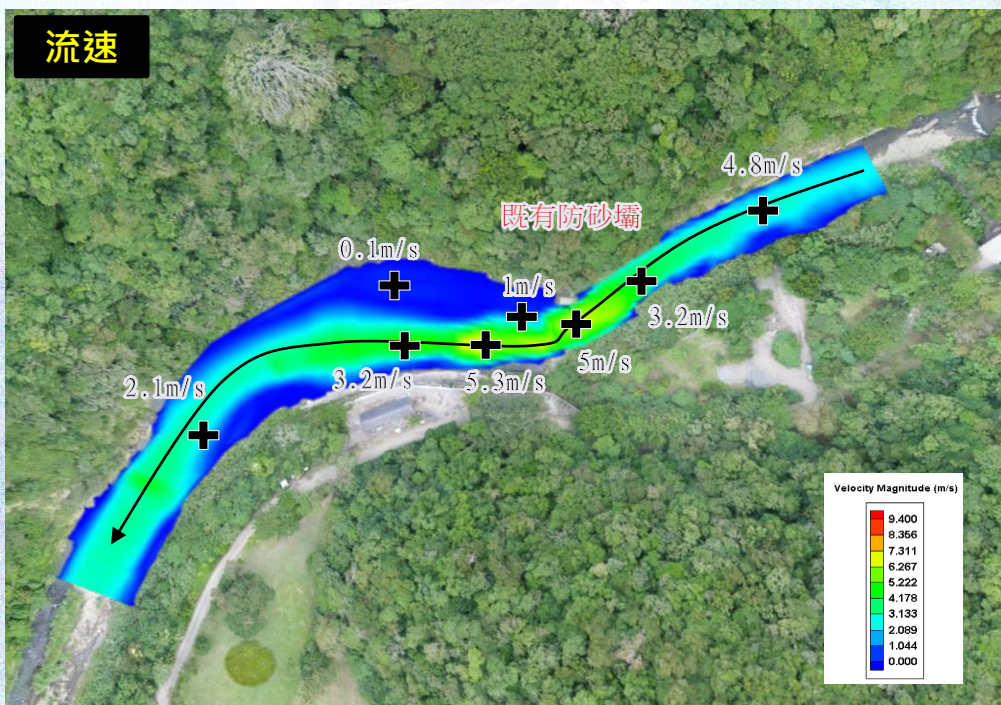 流速
4.8m/s
既有防砂壩
0.1m/s
1m/s
3.2m/s
5m/s
5.3m/s
3.2m/s
2.1m/s
Velocity Magnitude (m/s)
9.400
8.356
7.311
6.267
5.222
4.178
3.133
2.089
1.044
0.000